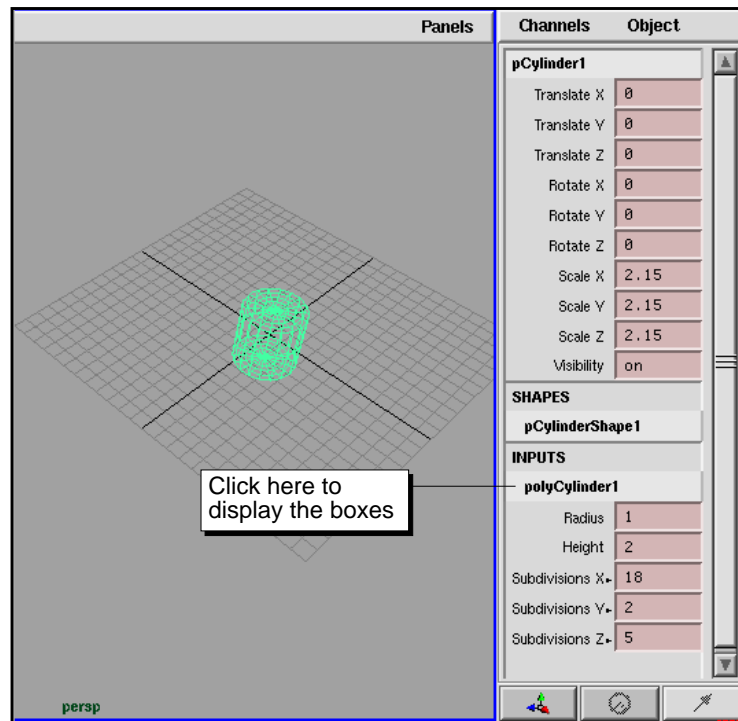 Panels
Channels Object
pCylinder1
Translate X 0
Translate Y 0
Translate Z 0
Rotate X 0
Rotate Y 0
Rotate Z 0
Scale X 2.15
Scale Y 2.15
Scale Z 2.15
Visibility on
SHAPES
pCylinderShape1
INPUTS
polyCylinder1
Radius 1
Height 2
Subdivisions X 18
Subdivisions Y 2
Subdivisions Z 5
Click here to
display the boxes
persp